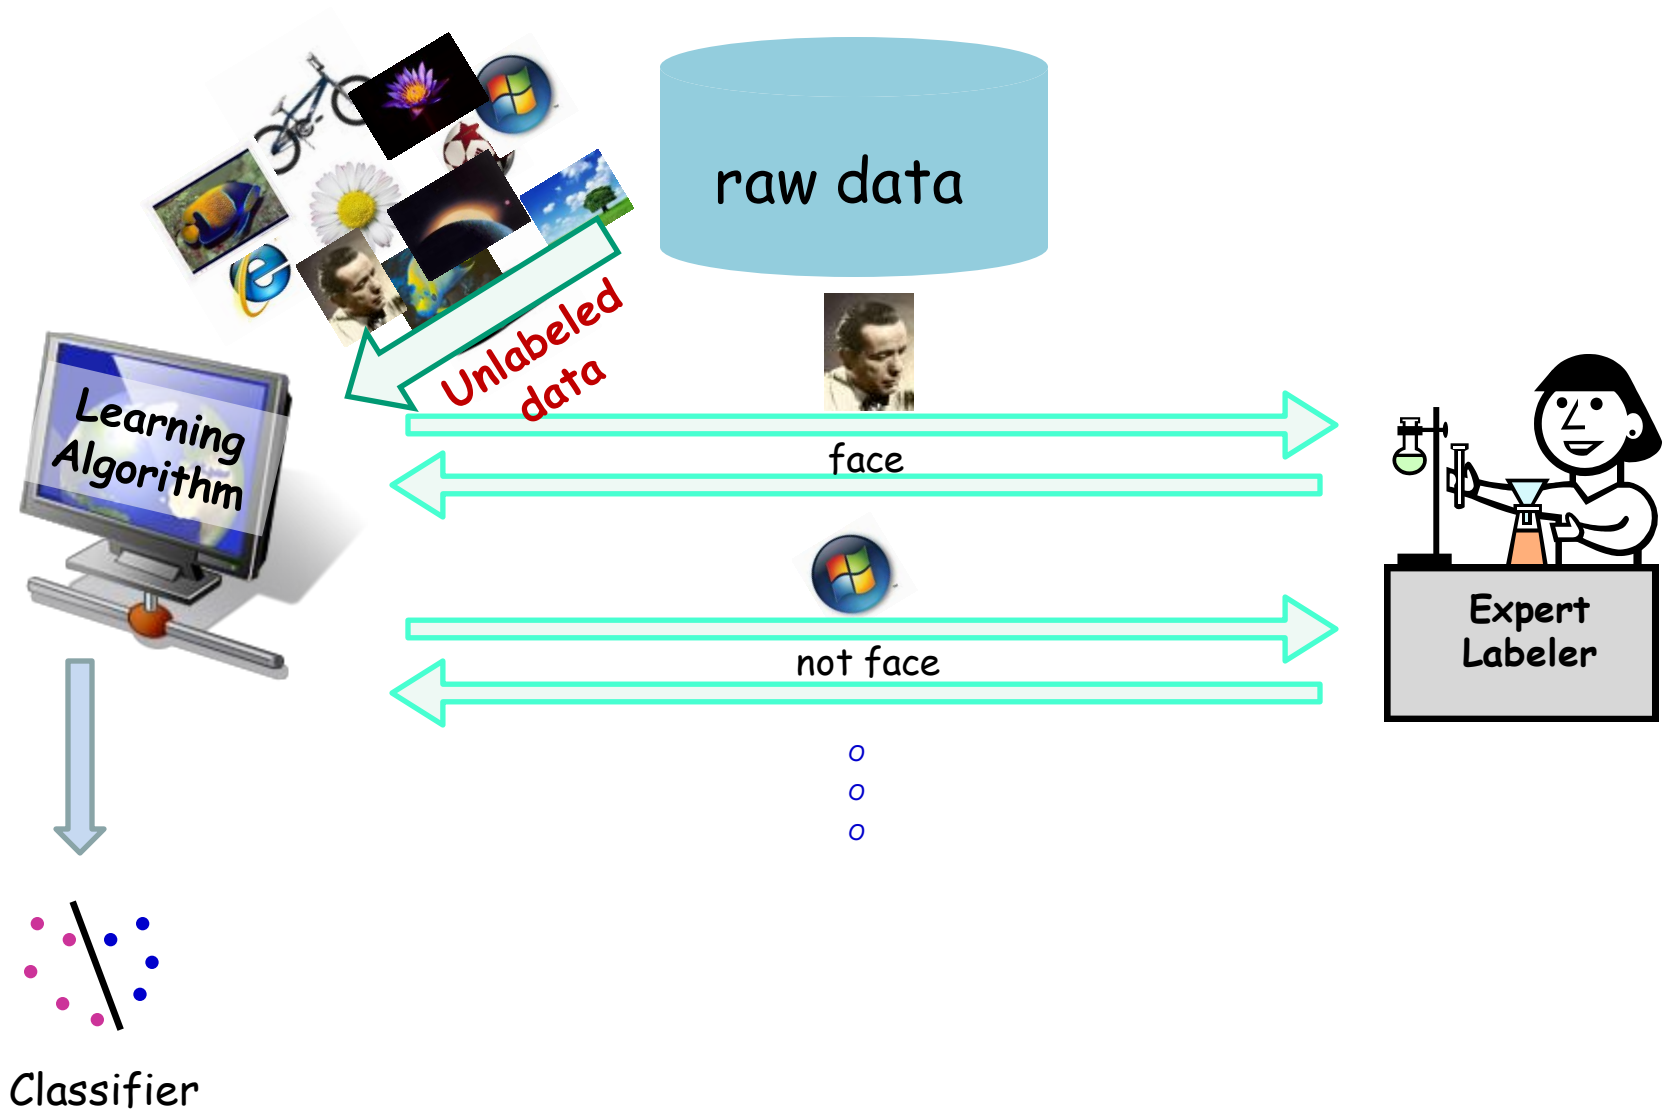 raw data
Unlabeled
data
Learning
Algorithm
face
not face
Expert
Labeler
o
o
o
Classifier